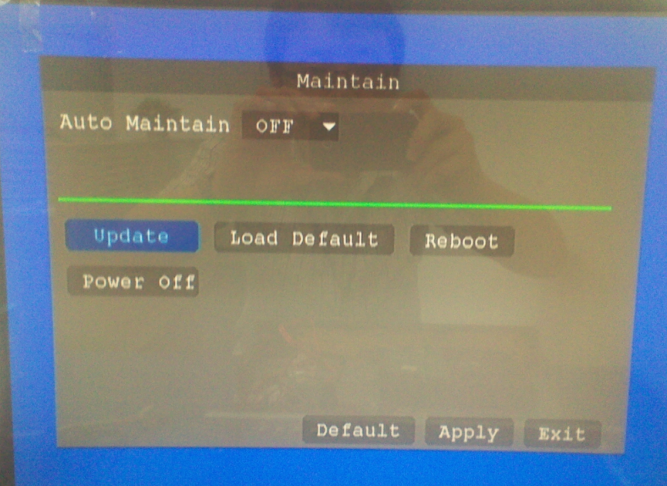 Maintain
Auto Maintain OFF
Update Load Default Reboot
Power Off
Default Apply Exit